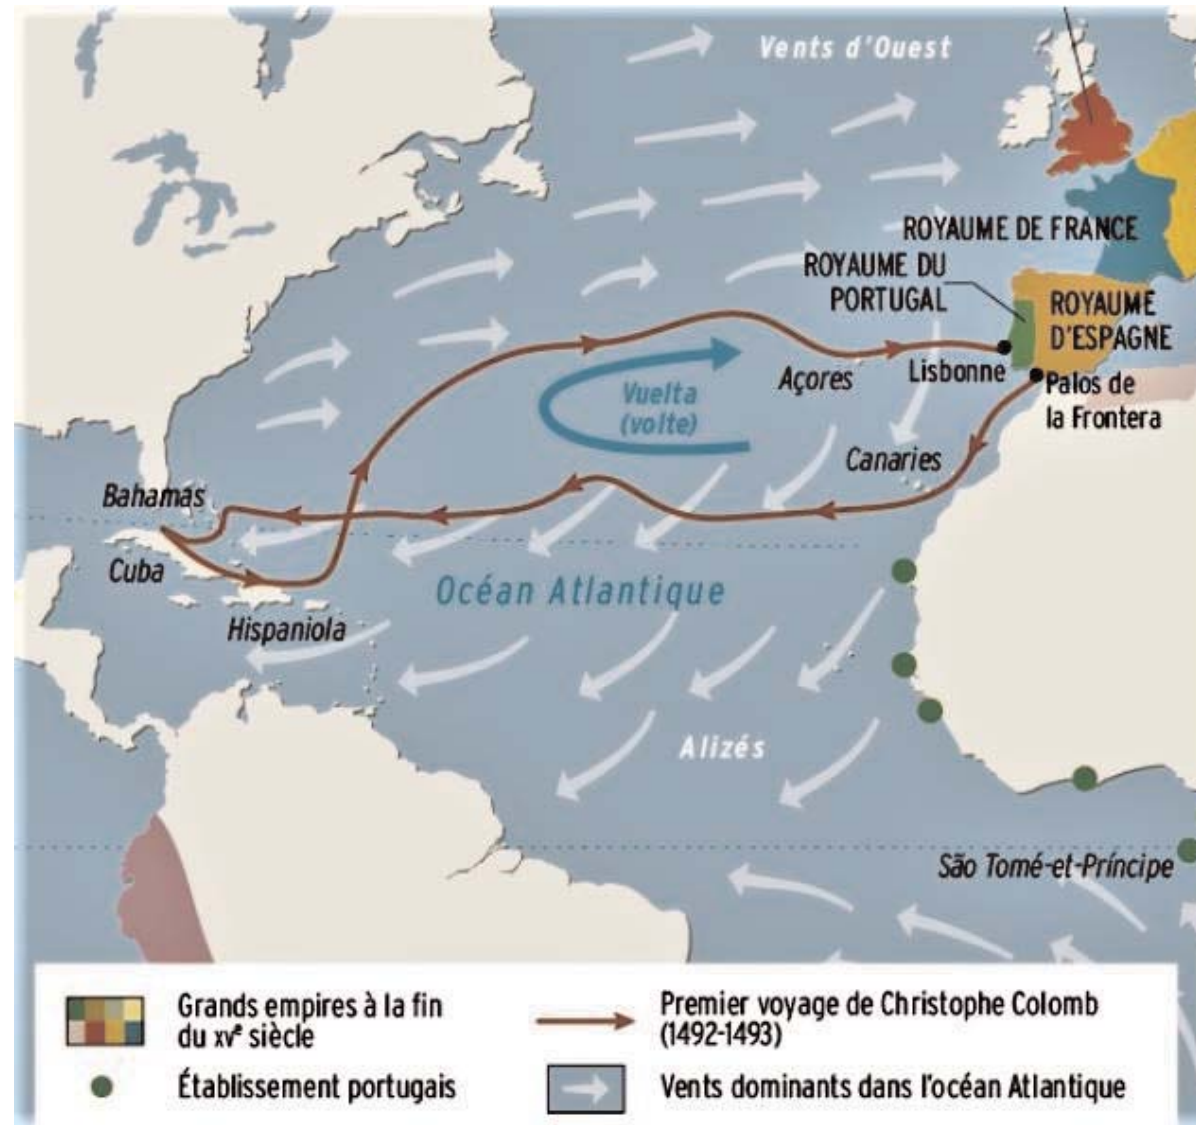 Vents d'Ouest
ROYAUME DE FRANCE
ROYAUME DU
PORTUGAL
ROYAUME
D'ESPAGNE
Açores
Lisbonne
Palos de
la Frontera
Vuelta
(volte)
Canaries
Bahamas
Cuba
Océan Atlantique
Hispaniola
Alizés
São Tomé-et-Príncipe
Grands empires à la fin
du XVe siècle
Premier voyage de Christophe Colomb
(1492-1493)
Établissement portugais
Vents dominants dans l'océan Atlantique